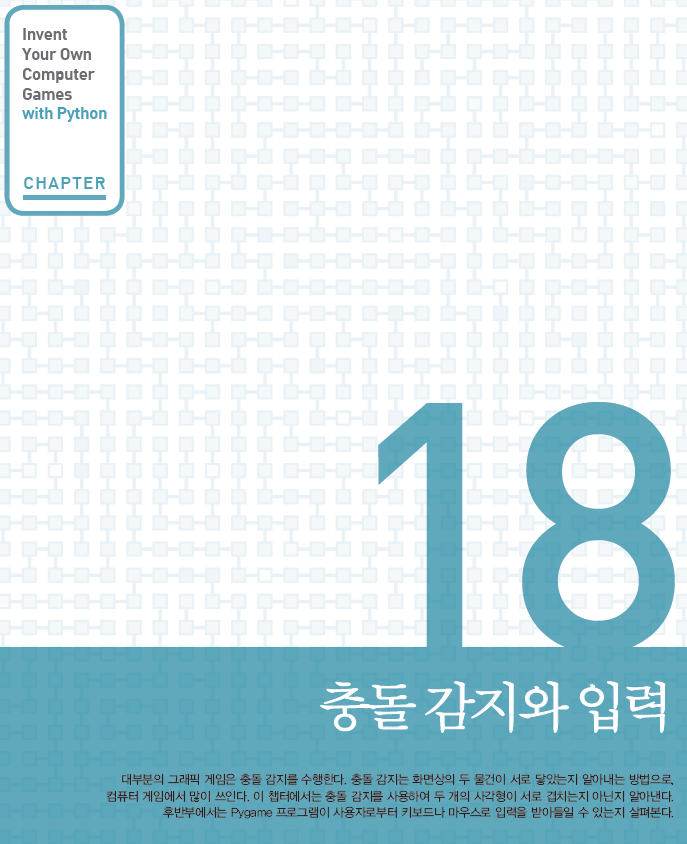 Invent
Your Own
Computer
Games
with Python
CHAPTER
18
충돌 감지와 입력
대부분의 그래픽 게임은 충돌 감지를 수행한다. 충돌 감지는 화면상의 두 물건이 서로 닿았는지 알아내는 방법으로,
컴퓨터 게임에서 많이 쓰인다. 이 챕터에서는 충돌 감지를 사용하여 두 개의 사각형이 서로 겹치는지 아닌지 알아낸다.
후반부에서는 Pygame 프로그램이 사용자로부터 키보드나 마우스로 입력을 받아들일 수 있는지 살펴본다.